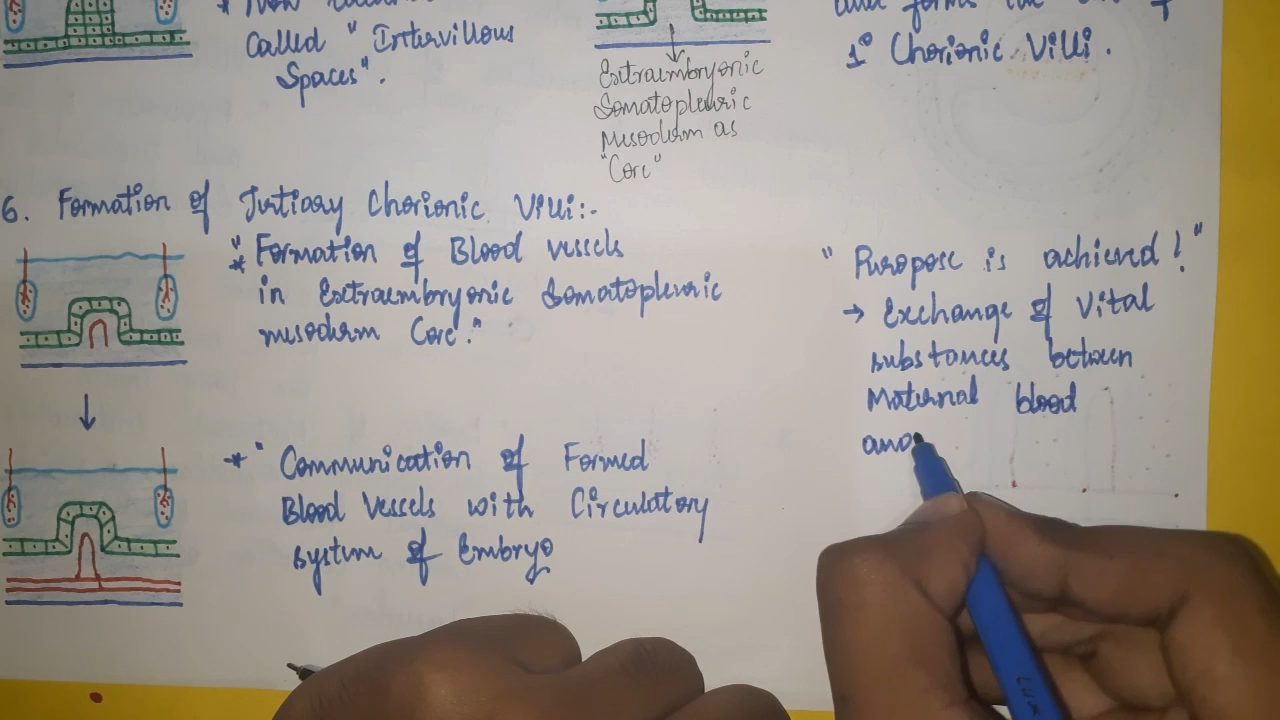 Called "Intervillous
Spaces".
Extraembryonic
Somatopleuric
Mesoderm as
"Core"
1° Chorionic Villi.
6. Formation of Tertiary Chorionic Villi:-
* "Formation of Blood vessels
in Extraembryonic Somatopleuric
mesoderm Core."
* "Communication of Formed
Blood Vessels with Circulatory
system of Embryo
"Puropose is achieved!"
→ Exchange of Vital
substances between
Maternal blood
and